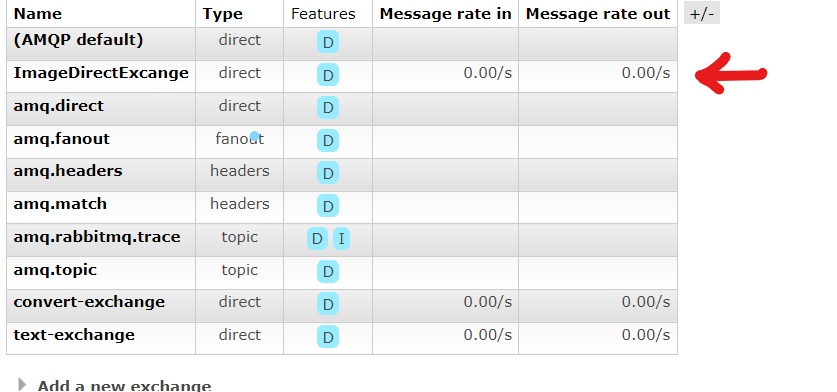 Name Type Features Message rate in Message rate out +/-
(AMQP default) direct D
ImageDirectExcange direct D 0.00/s 0.00/s
amq.direct direct D
amq.fanout fanout D
amq.headers headers D
amq.match headers D
amq.rabbitmq.trace topic D I
amq.topic topic D
convert-exchange direct D 0.00/s 0.00/s
text-exchange direct D 0.00/s 0.00/s
Add a new exchange